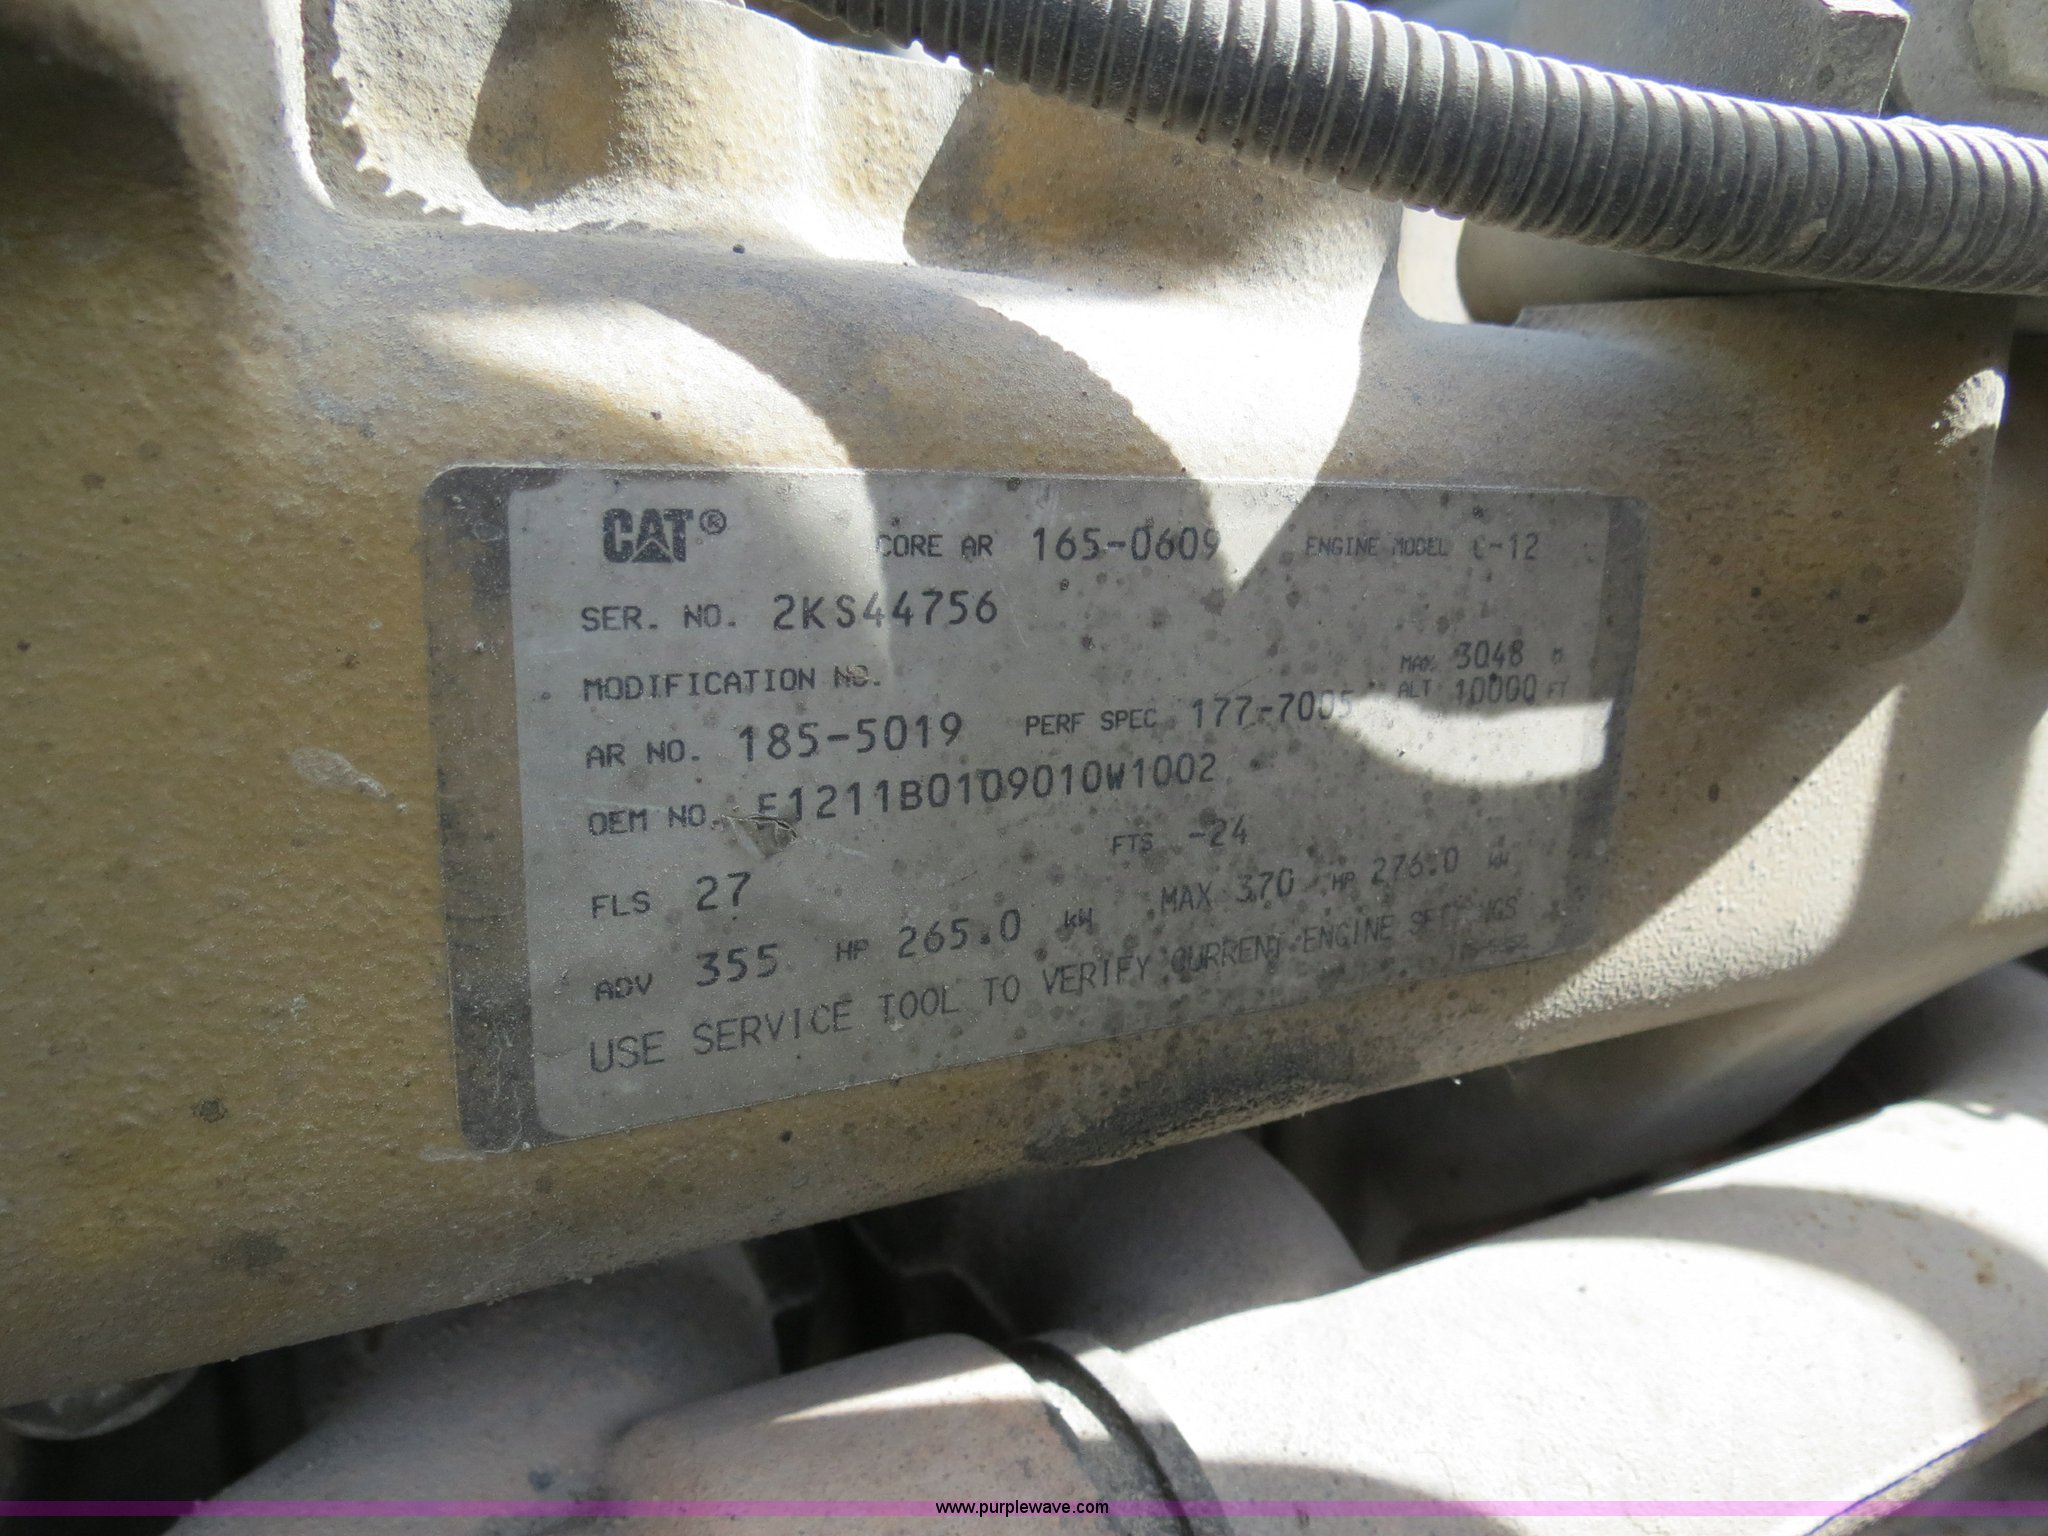 CAT® CORE AR 165-0609 ENGINE MODEL C-12
SER. NO. 2KS44756
MODIFICATION NO. MAX 3048 M
AR NO. 185-5019 PERF SPEC 177-7005 ALT 10000 FT
OEM NO. E1211B0109010W1002
FLS 27 FTS -24
ADV 355 HP 265.0 kW MAX 370 HP 276.0 kW
USE SERVICE TOOL TO VERIFY CURRENT ENGINE SETTINGS
www.purplewave.com